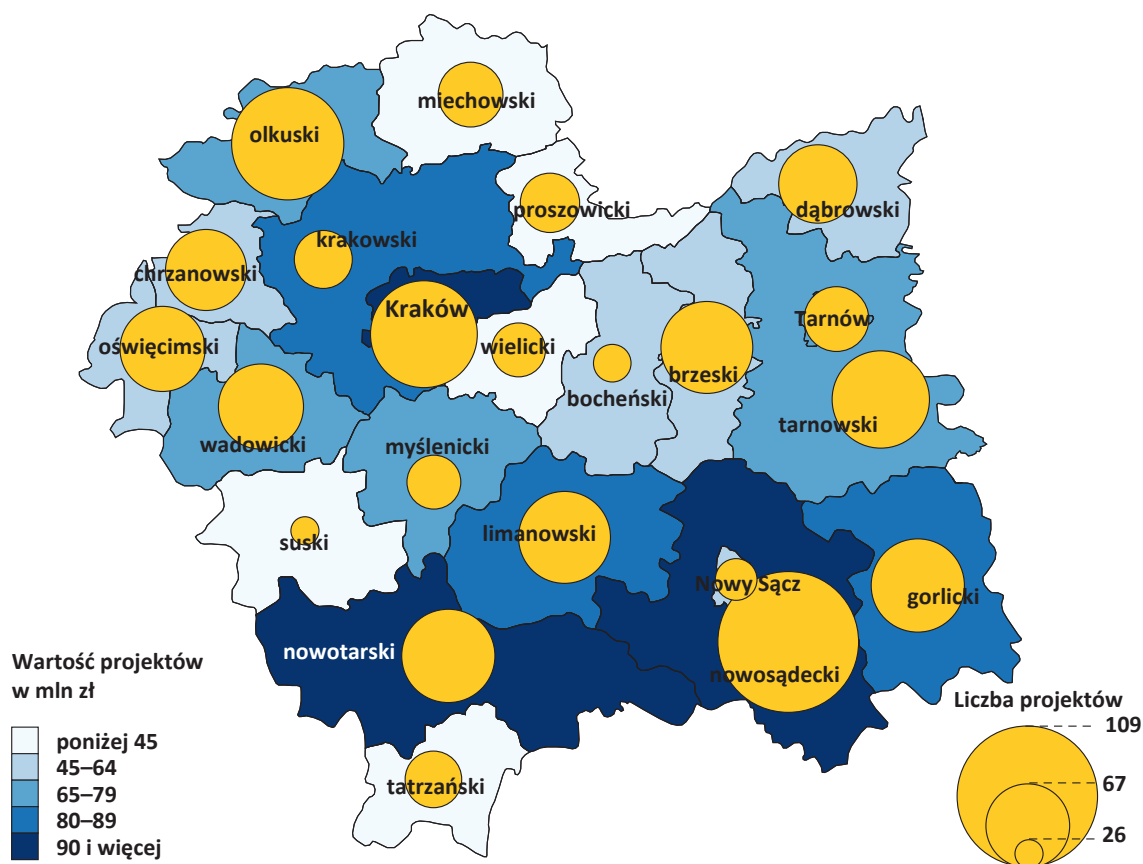 miechowski
olkuski
proszowicki
dąbrowski
krakowski
chrzanowski
Kraków
Tarnów
oświęcimski
wielicki
brzeski
bocheński
tarnowski
wadowicki
myślenicki
limanowski
suski
Nowy Sącz
gorlicki
nowotarski
nowosądecki
tatrzański
Wartość projektów
w mln zł
poniżej 45
45–64
65–79
80–89
90 i więcej
Liczba projektów
109
67
26